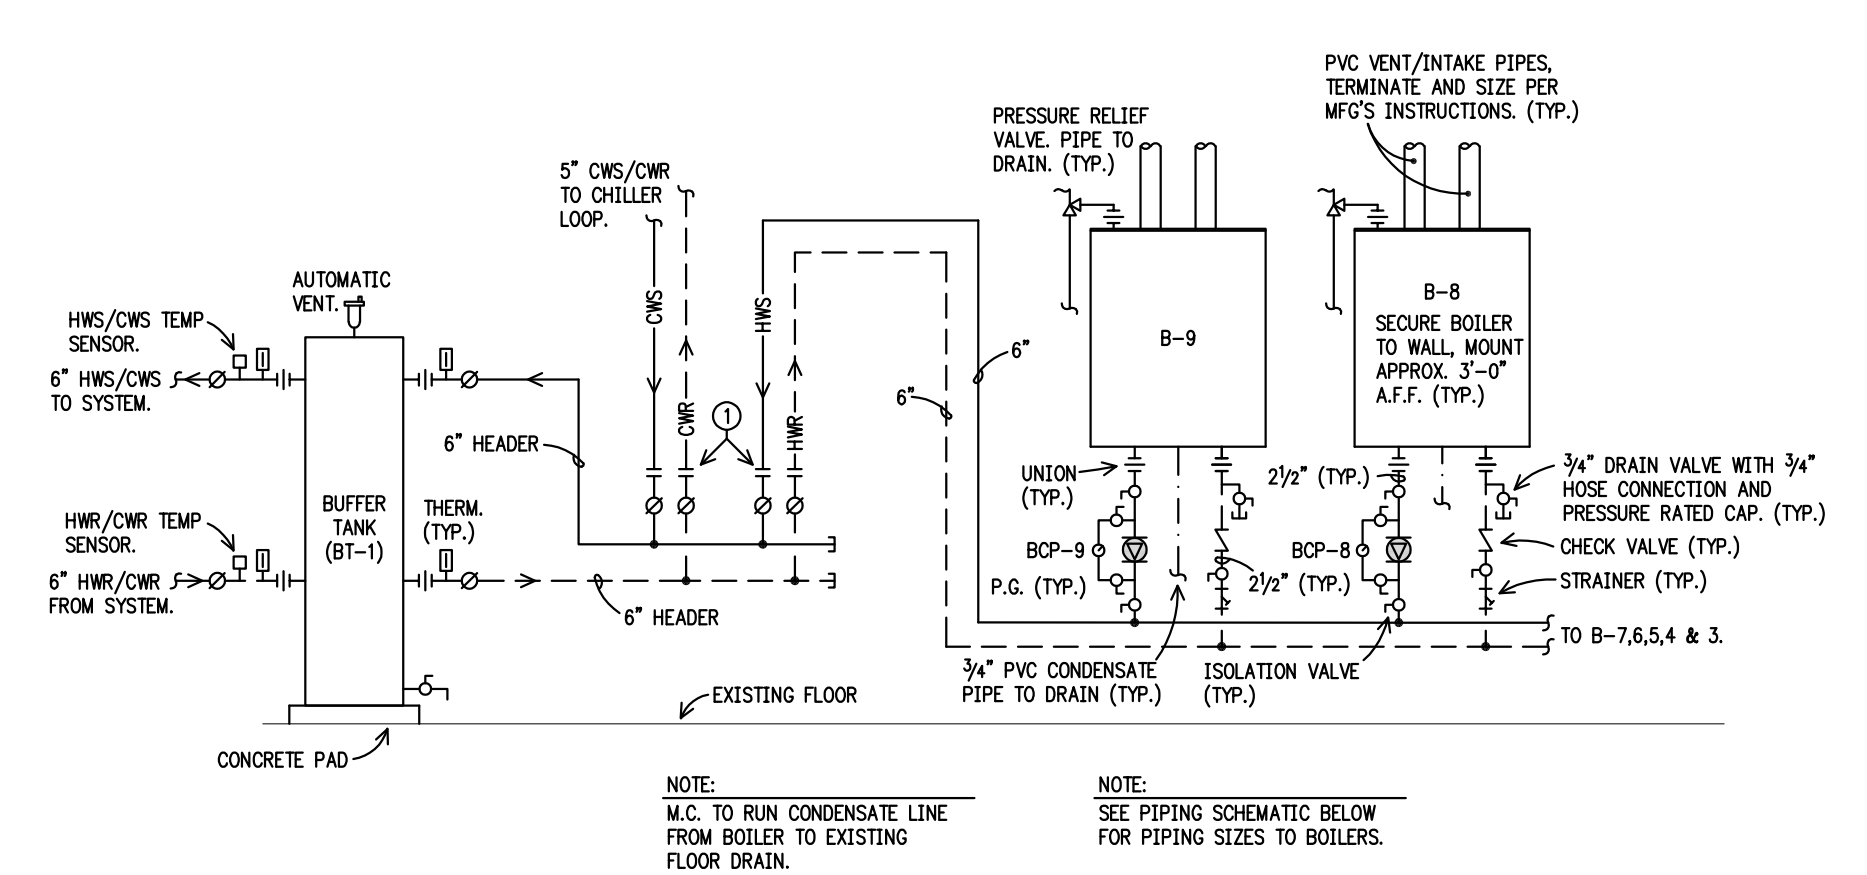 PVC VENT/INTAKE PIPES,
TERMINATE AND SIZE PER
MFG'S INSTRUCTIONS. (TYP.)
PRESSURE RELIEF
VALVE. PIPE TO
DRAIN. (TYP.)
5" CWS/CWR
TO CHILLER
LOOP.
AUTOMATIC
VENT.
HWS/CWS TEMP
SENSOR.
6" HWS/CWS
TO SYSTEM.
CWS
CWR
HWS
HWR
1
6"
6"
B-9
B-8
SECURE BOILER
TO WALL, MOUNT
APPROX. 3'-0"
A.F.F. (TYP.)
6" HEADER
BUFFER
TANK
(BT-1)
THERM.
(TYP.)
HWR/CWR TEMP
SENSOR.
6" HWR/CWR
FROM SYSTEM.
6" HEADER
UNION
(TYP.)
2 1/2" (TYP.)
3/4" DRAIN VALVE WITH 3/4"
HOSE CONNECTION AND
PRESSURE RATED CAP. (TYP.)
BCP-9
BCP-8
CHECK VALVE (TYP.)
P.G. (TYP.)
2 1/2" (TYP.)
STRAINER (TYP.)
TO B-7,6,5,4 & 3.
3/4" PVC CONDENSATE
PIPE TO DRAIN (TYP.)
ISOLATION VALVE
(TYP.)
EXISTING FLOOR
CONCRETE PAD
NOTE:
M.C. TO RUN CONDENSATE LINE
FROM BOILER TO EXISTING
FLOOR DRAIN.
NOTE:
SEE PIPING SCHEMATIC BELOW
FOR PIPING SIZES TO BOILERS.